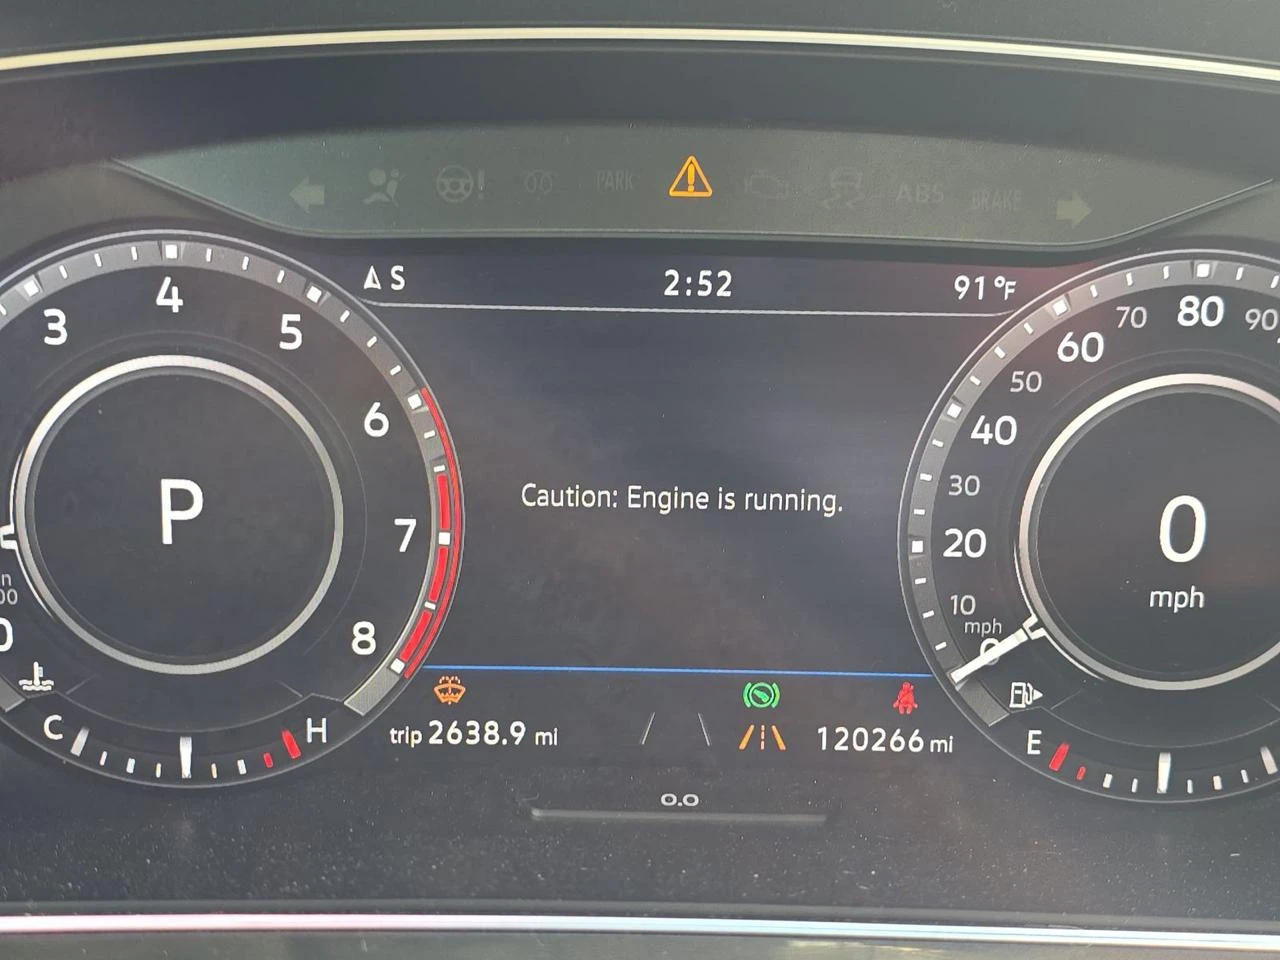 PARK ABS BRAKE
S 2:52 91°F
3 4 5 6 7 8
P
Caution: Engine is running.
10 20 30 40 50 60 70 80 90
mph
0
0
mph
C H
E
trip 2638.9 mi
120266 mi
0.0